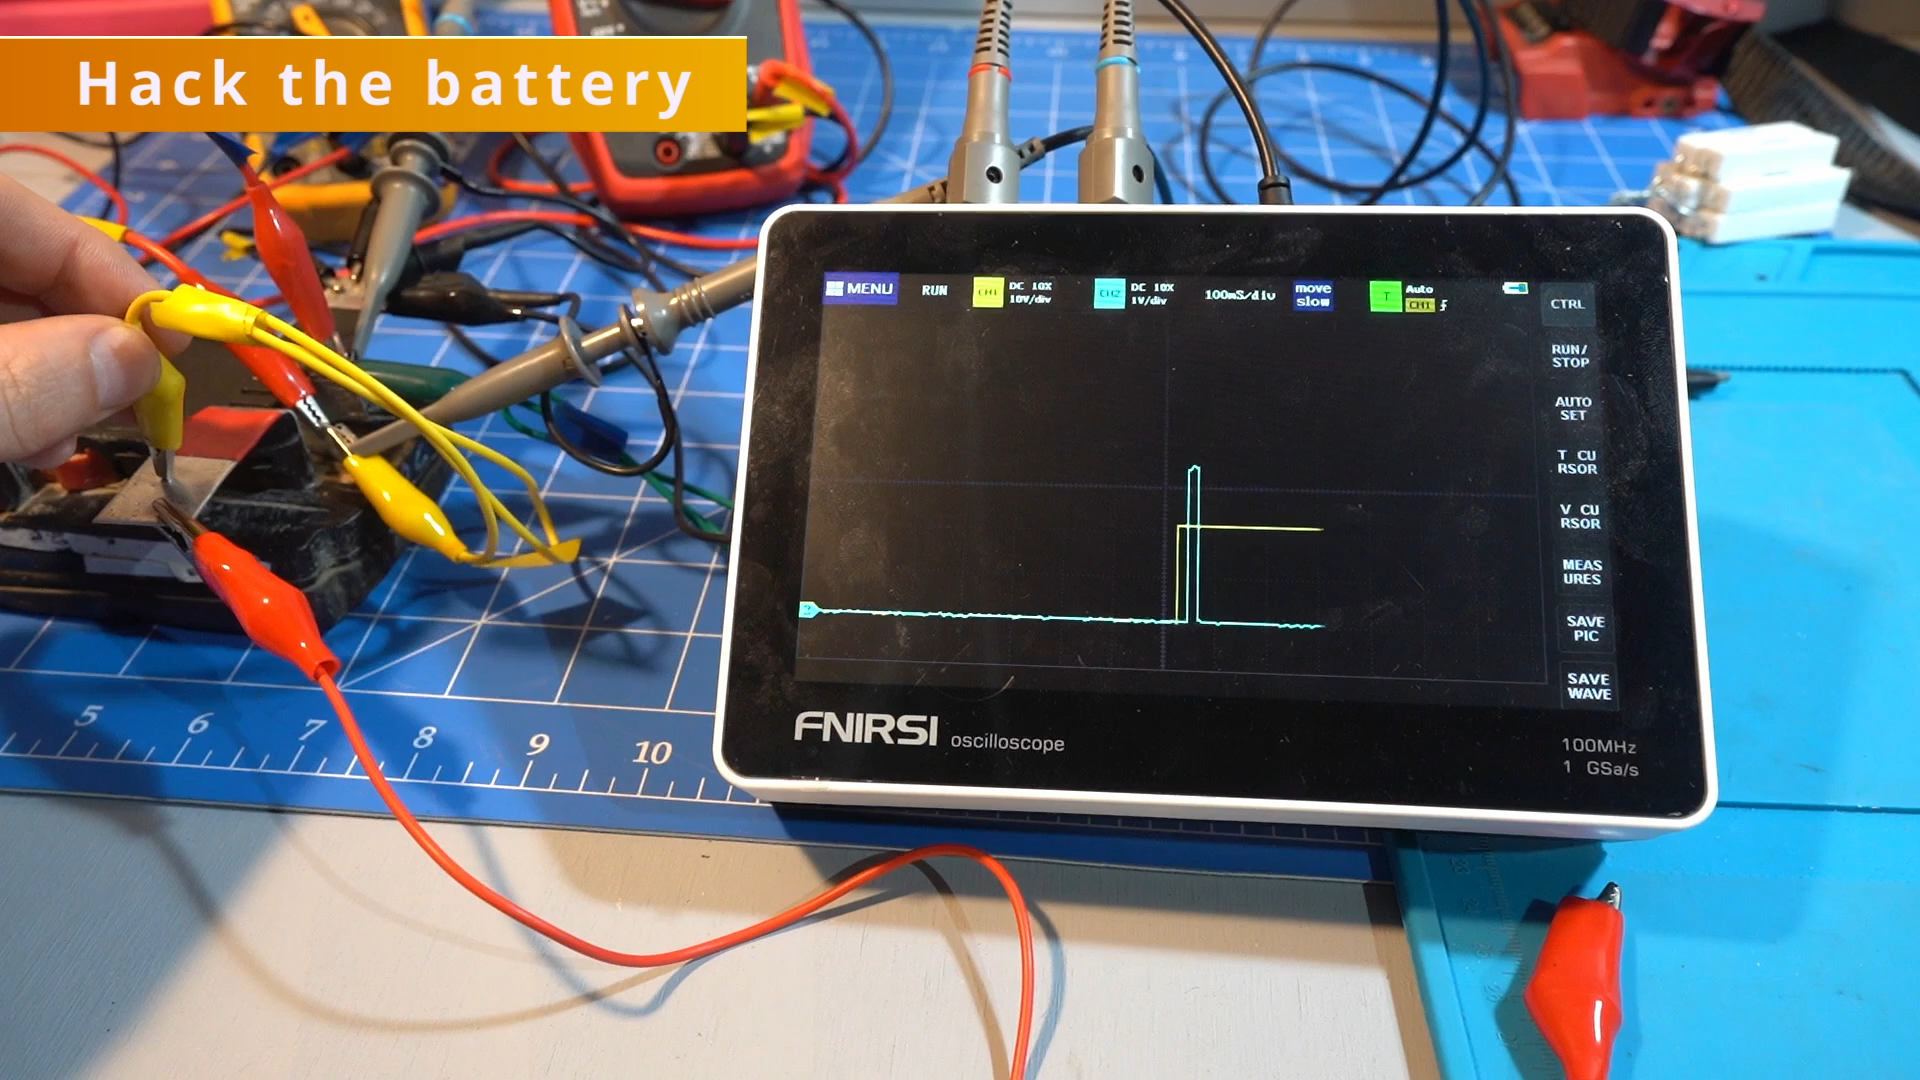 Hack the battery
MENU
RUN
CH1
DC 10X
10V/div
CH2
DC 10X
1V/div
100mS/div
move
slow
T
Auto
CH1
CTRL
RUN/
STOP
AUTO
SET
T CU
RSOR
V CU
RSOR
MEAS
URES
SAVE
PIC
SAVE
WAVE
FNIRSI oscilloscope
100MHz
1 GSa/s
5 6 7 8 9 10